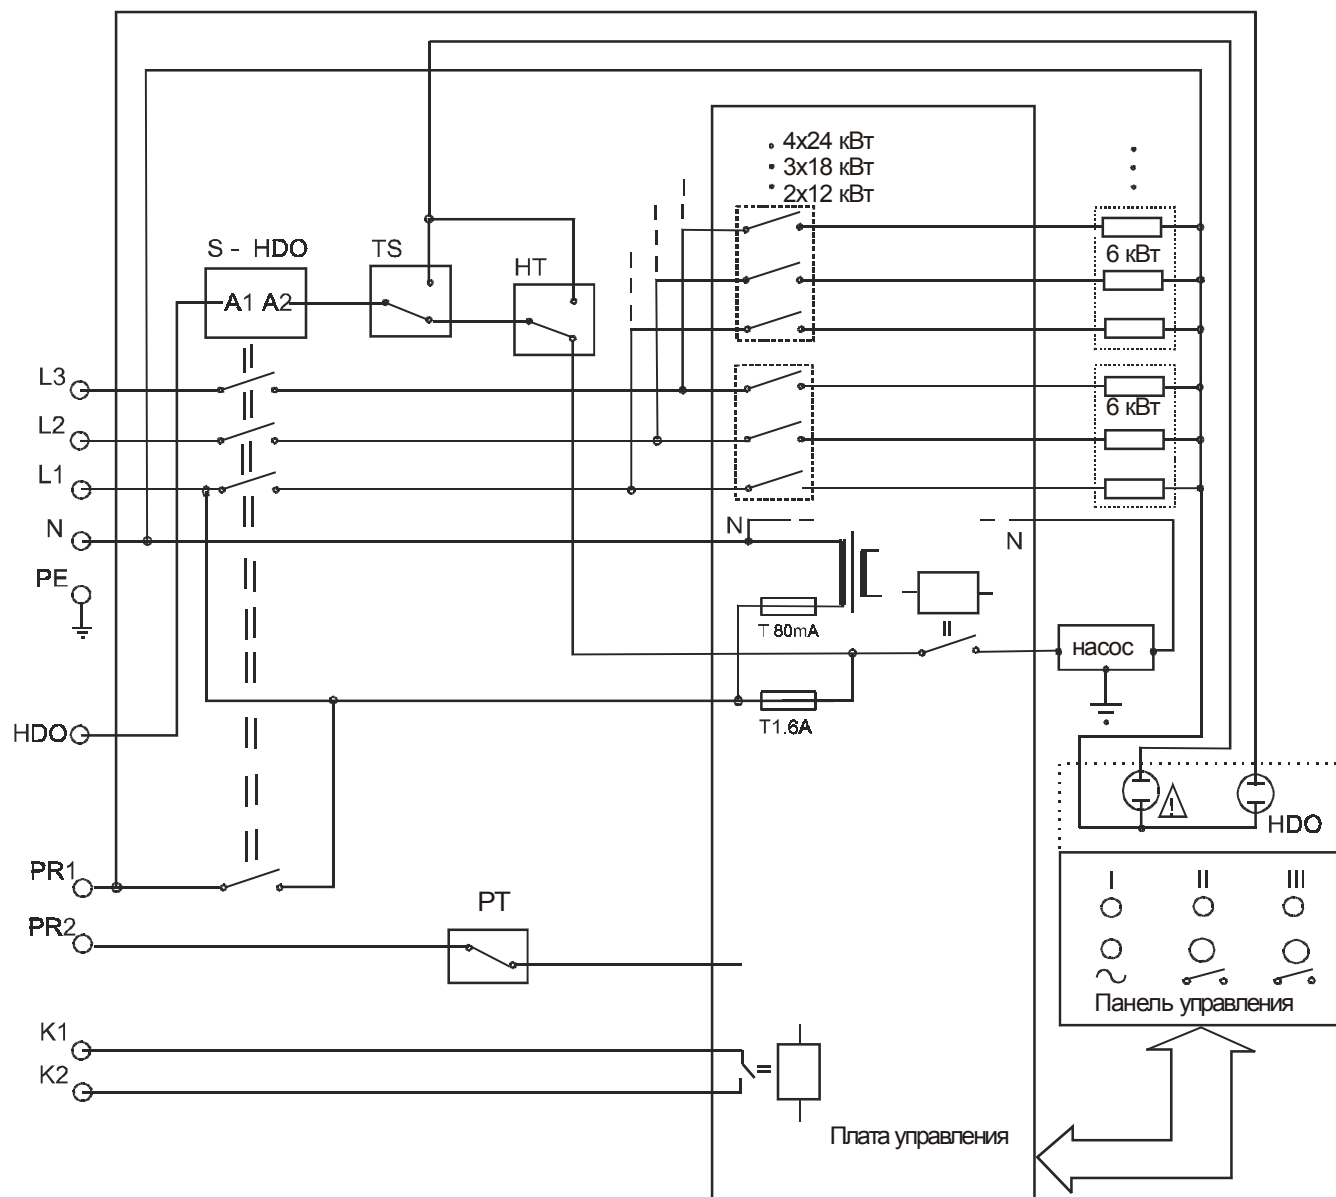 4x24 кВт
3x18 кВт
2x12 кВт
S - HDO
TS
HT
A1 A2
6 кВт
L3
L2
6 кВт
L1
N
N
N
PE
T 80mA
II
насос
HDO
T1.6A
HDO
PR1
I II III
PR2
PT
Панель управления
K1
K2
Плата управления